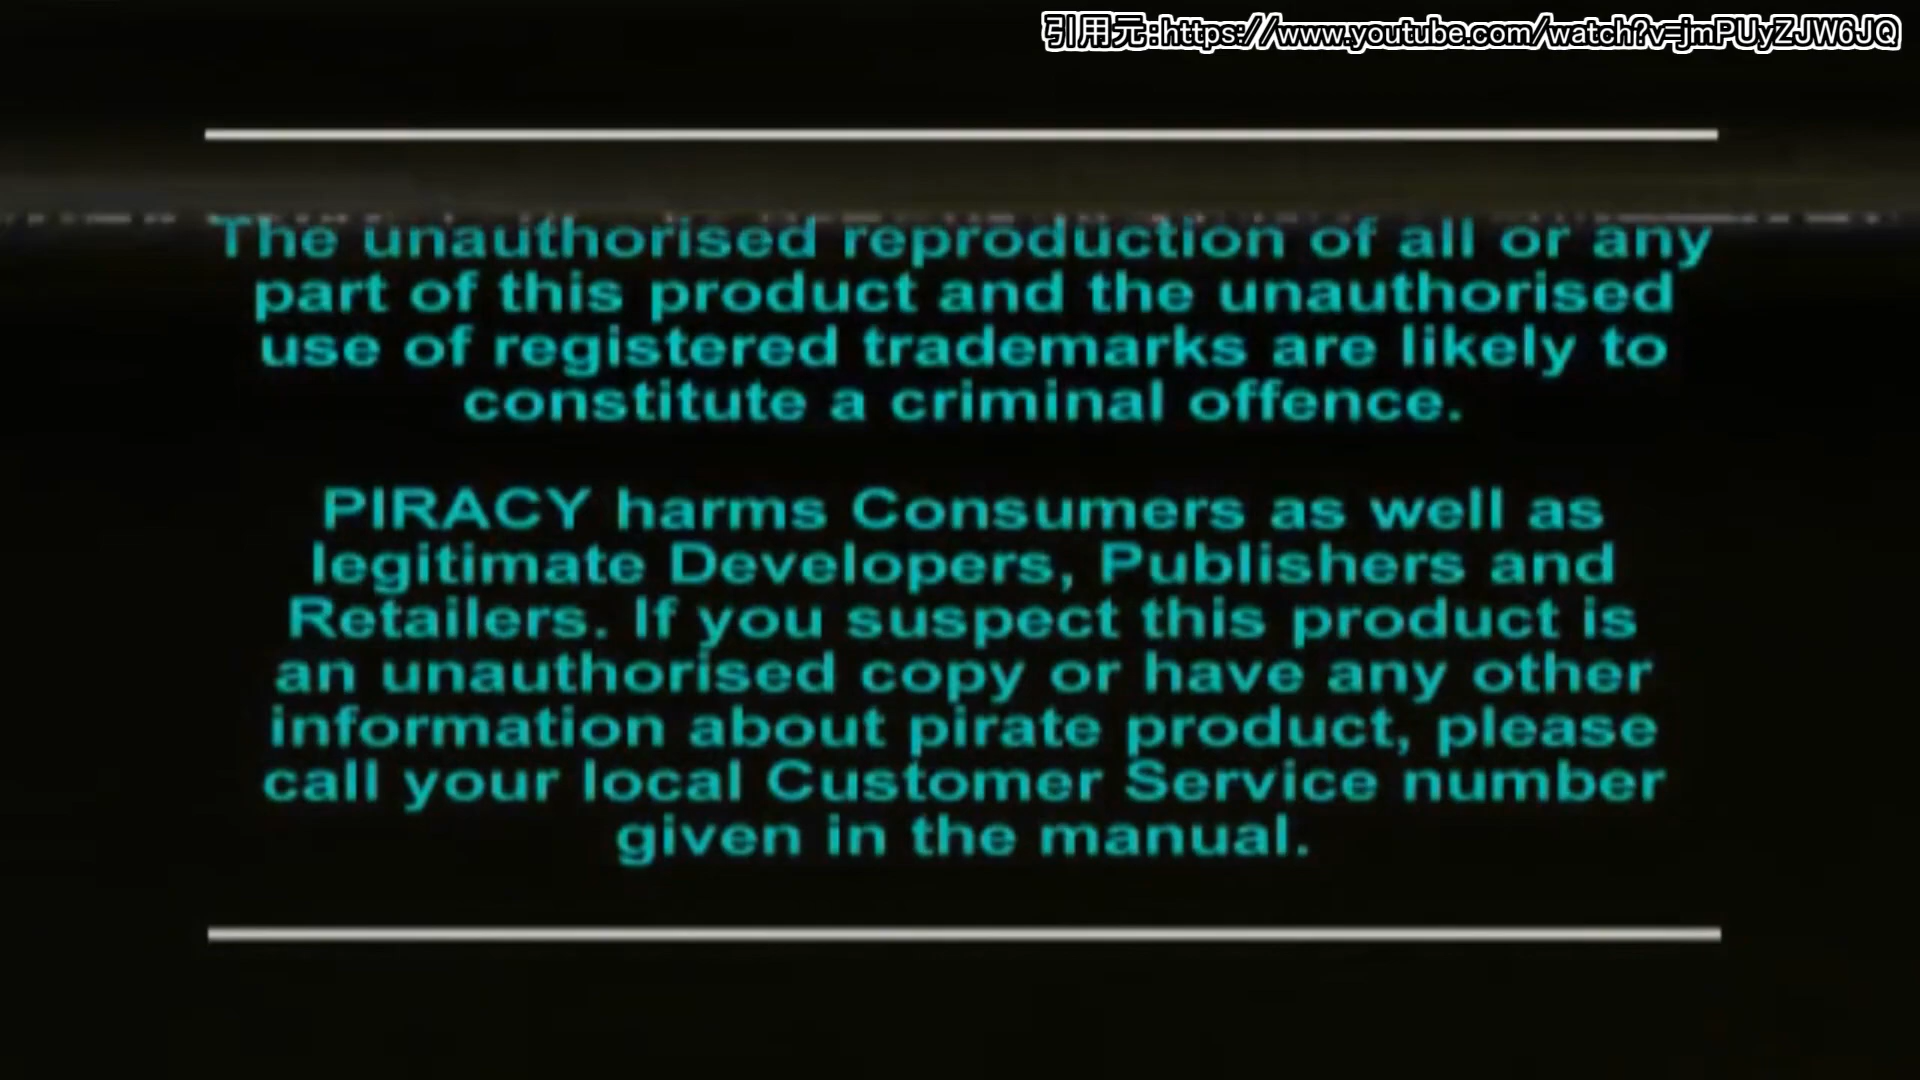 引用元:https://www.youtube.com/watch?v=jmPUyZJW6JQ
The unauthorised reproduction of all or any
part of this product and the unauthorised
use of registered trademarks are likely to
constitute a criminal offence.
PIRACY harms Consumers as well as
legitimate Developers, Publishers and
Retailers. If you suspect this product is
an unauthorised copy or have any other
information about pirate product, please
call your local Customer Service number
given in the manual.